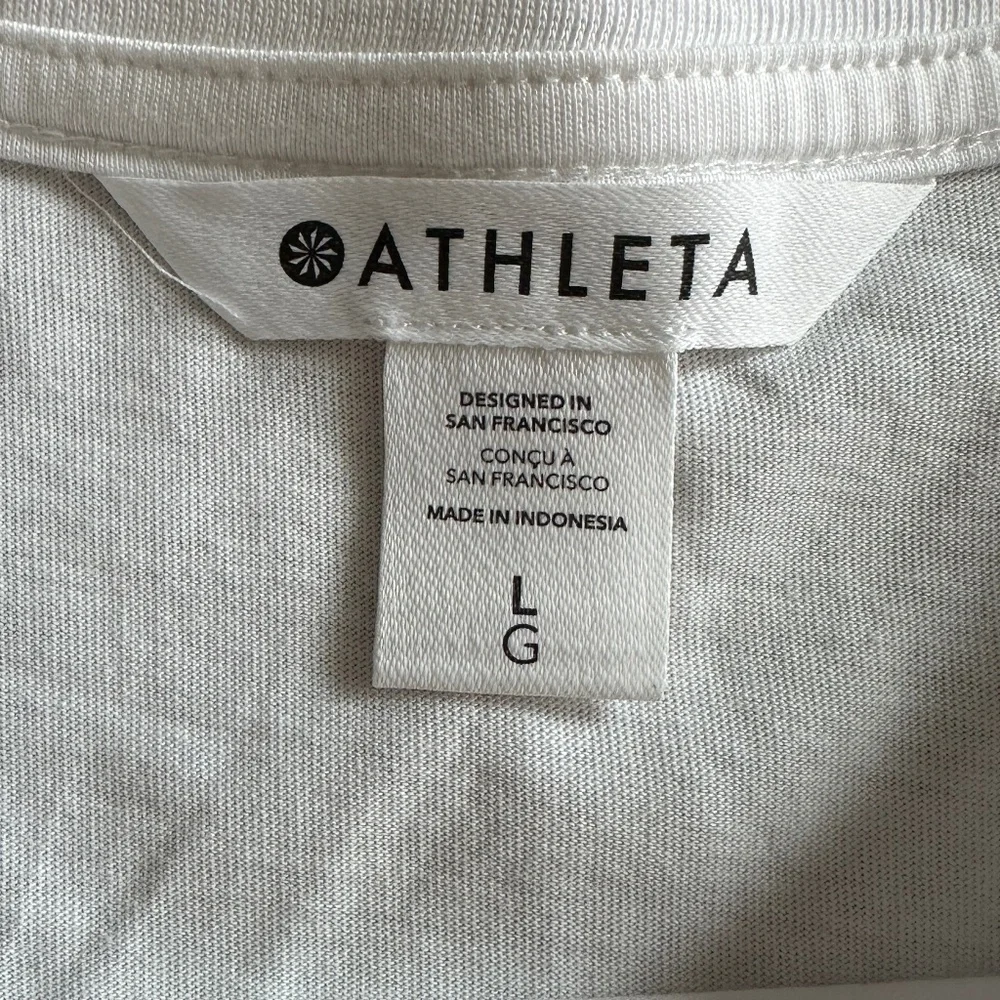 ATHLETA
DESIGNED IN
SAN FRANCISCO
CONÇU À
SAN FRANCISCO
MADE IN INDONESIA
L
G